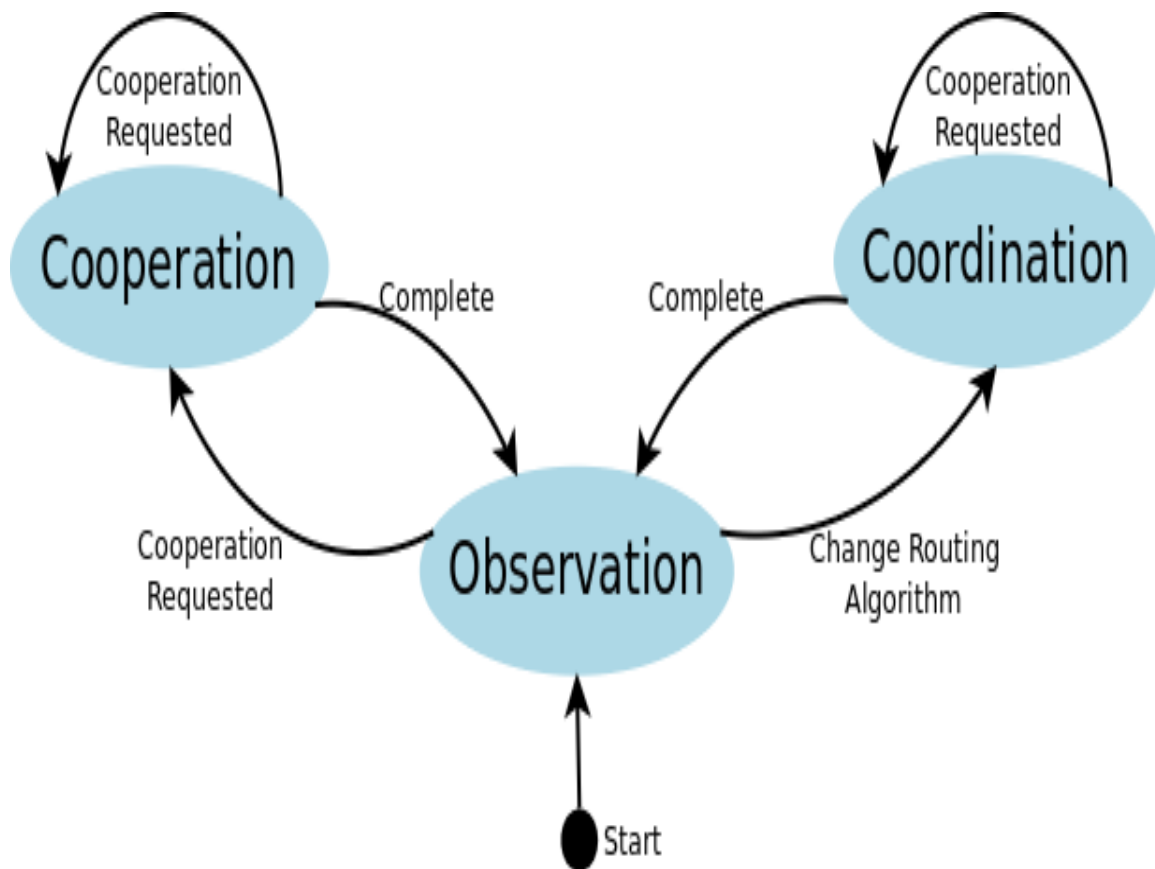 Cooperation
Requested
Cooperation
Requested
Cooperation
Coordination
Complete
Complete
Cooperation
Requested
Observation
Change Routing
Algorithm
Start